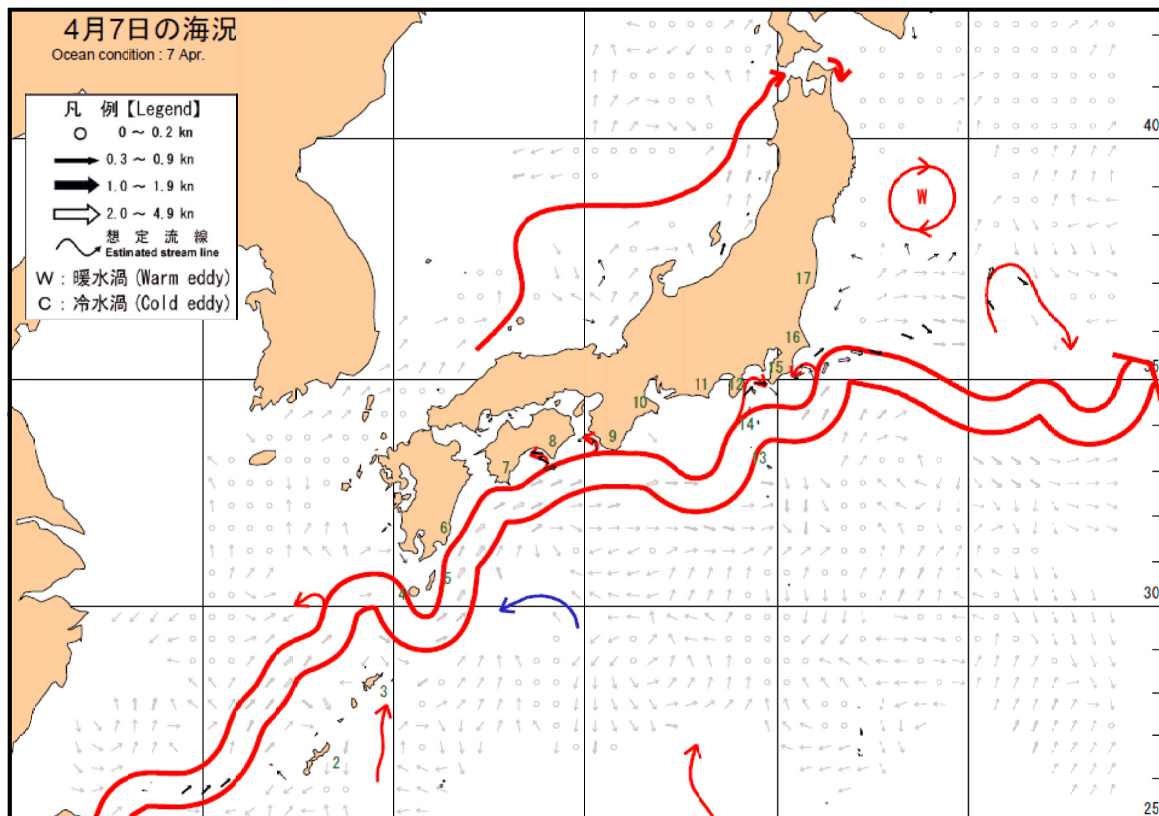 4月7日の海況
Ocean condition : 7 Apr.
凡 例【Legend】
0 ~ 0.2 kn
0.3 ~ 0.9 kn
1.0 ~ 1.9 kn
2.0 ~ 4.9 kn
想 定 流 線
Estimated stream line
W : 暖水渦 (Warm eddy)
C : 冷水渦 (Cold eddy)
40
W
17
16
35
15
12
11
10
14
9
8
13
7
6
5
4
30
3
2
25